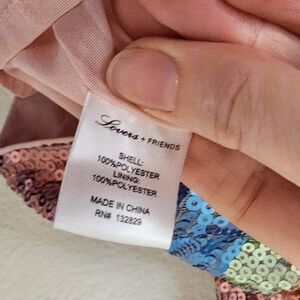 Lovers + FRIENDS
SHELL:
100%POLYESTER
LINING:
100%POLYESTER
MADE IN CHINA
RN# 132829